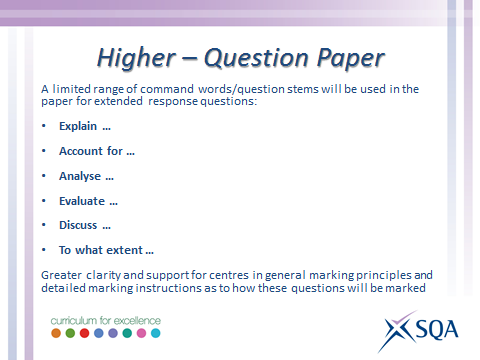 Higher – Question Paper
A limited range of command words/question stems will be used in the
paper for extended response questions:
• Explain …
• Account for …
• Analyse …
• Evaluate …
• Discuss …
• To what extent …
Greater clarity and support for centres in general marking principles and
detailed marking instructions as to how these questions will be marked
curriculum for excellence
SQA